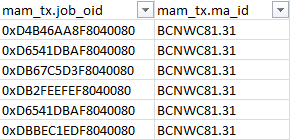 mam_tx.job_oid mam_tx.ma_id
0xD4B46AA8F8040080 BCNWC81.31
0xD6541DBAF8040080 BCNWC81.31
0xDB67C5D3F8040080 BCNWC81.31
0xDB2FEEFEF8040080 BCNWC81.31
0xD6541DBAF8040080 BCNWC81.31
0xDBBEC1EDF8040080 BCNWC81.31